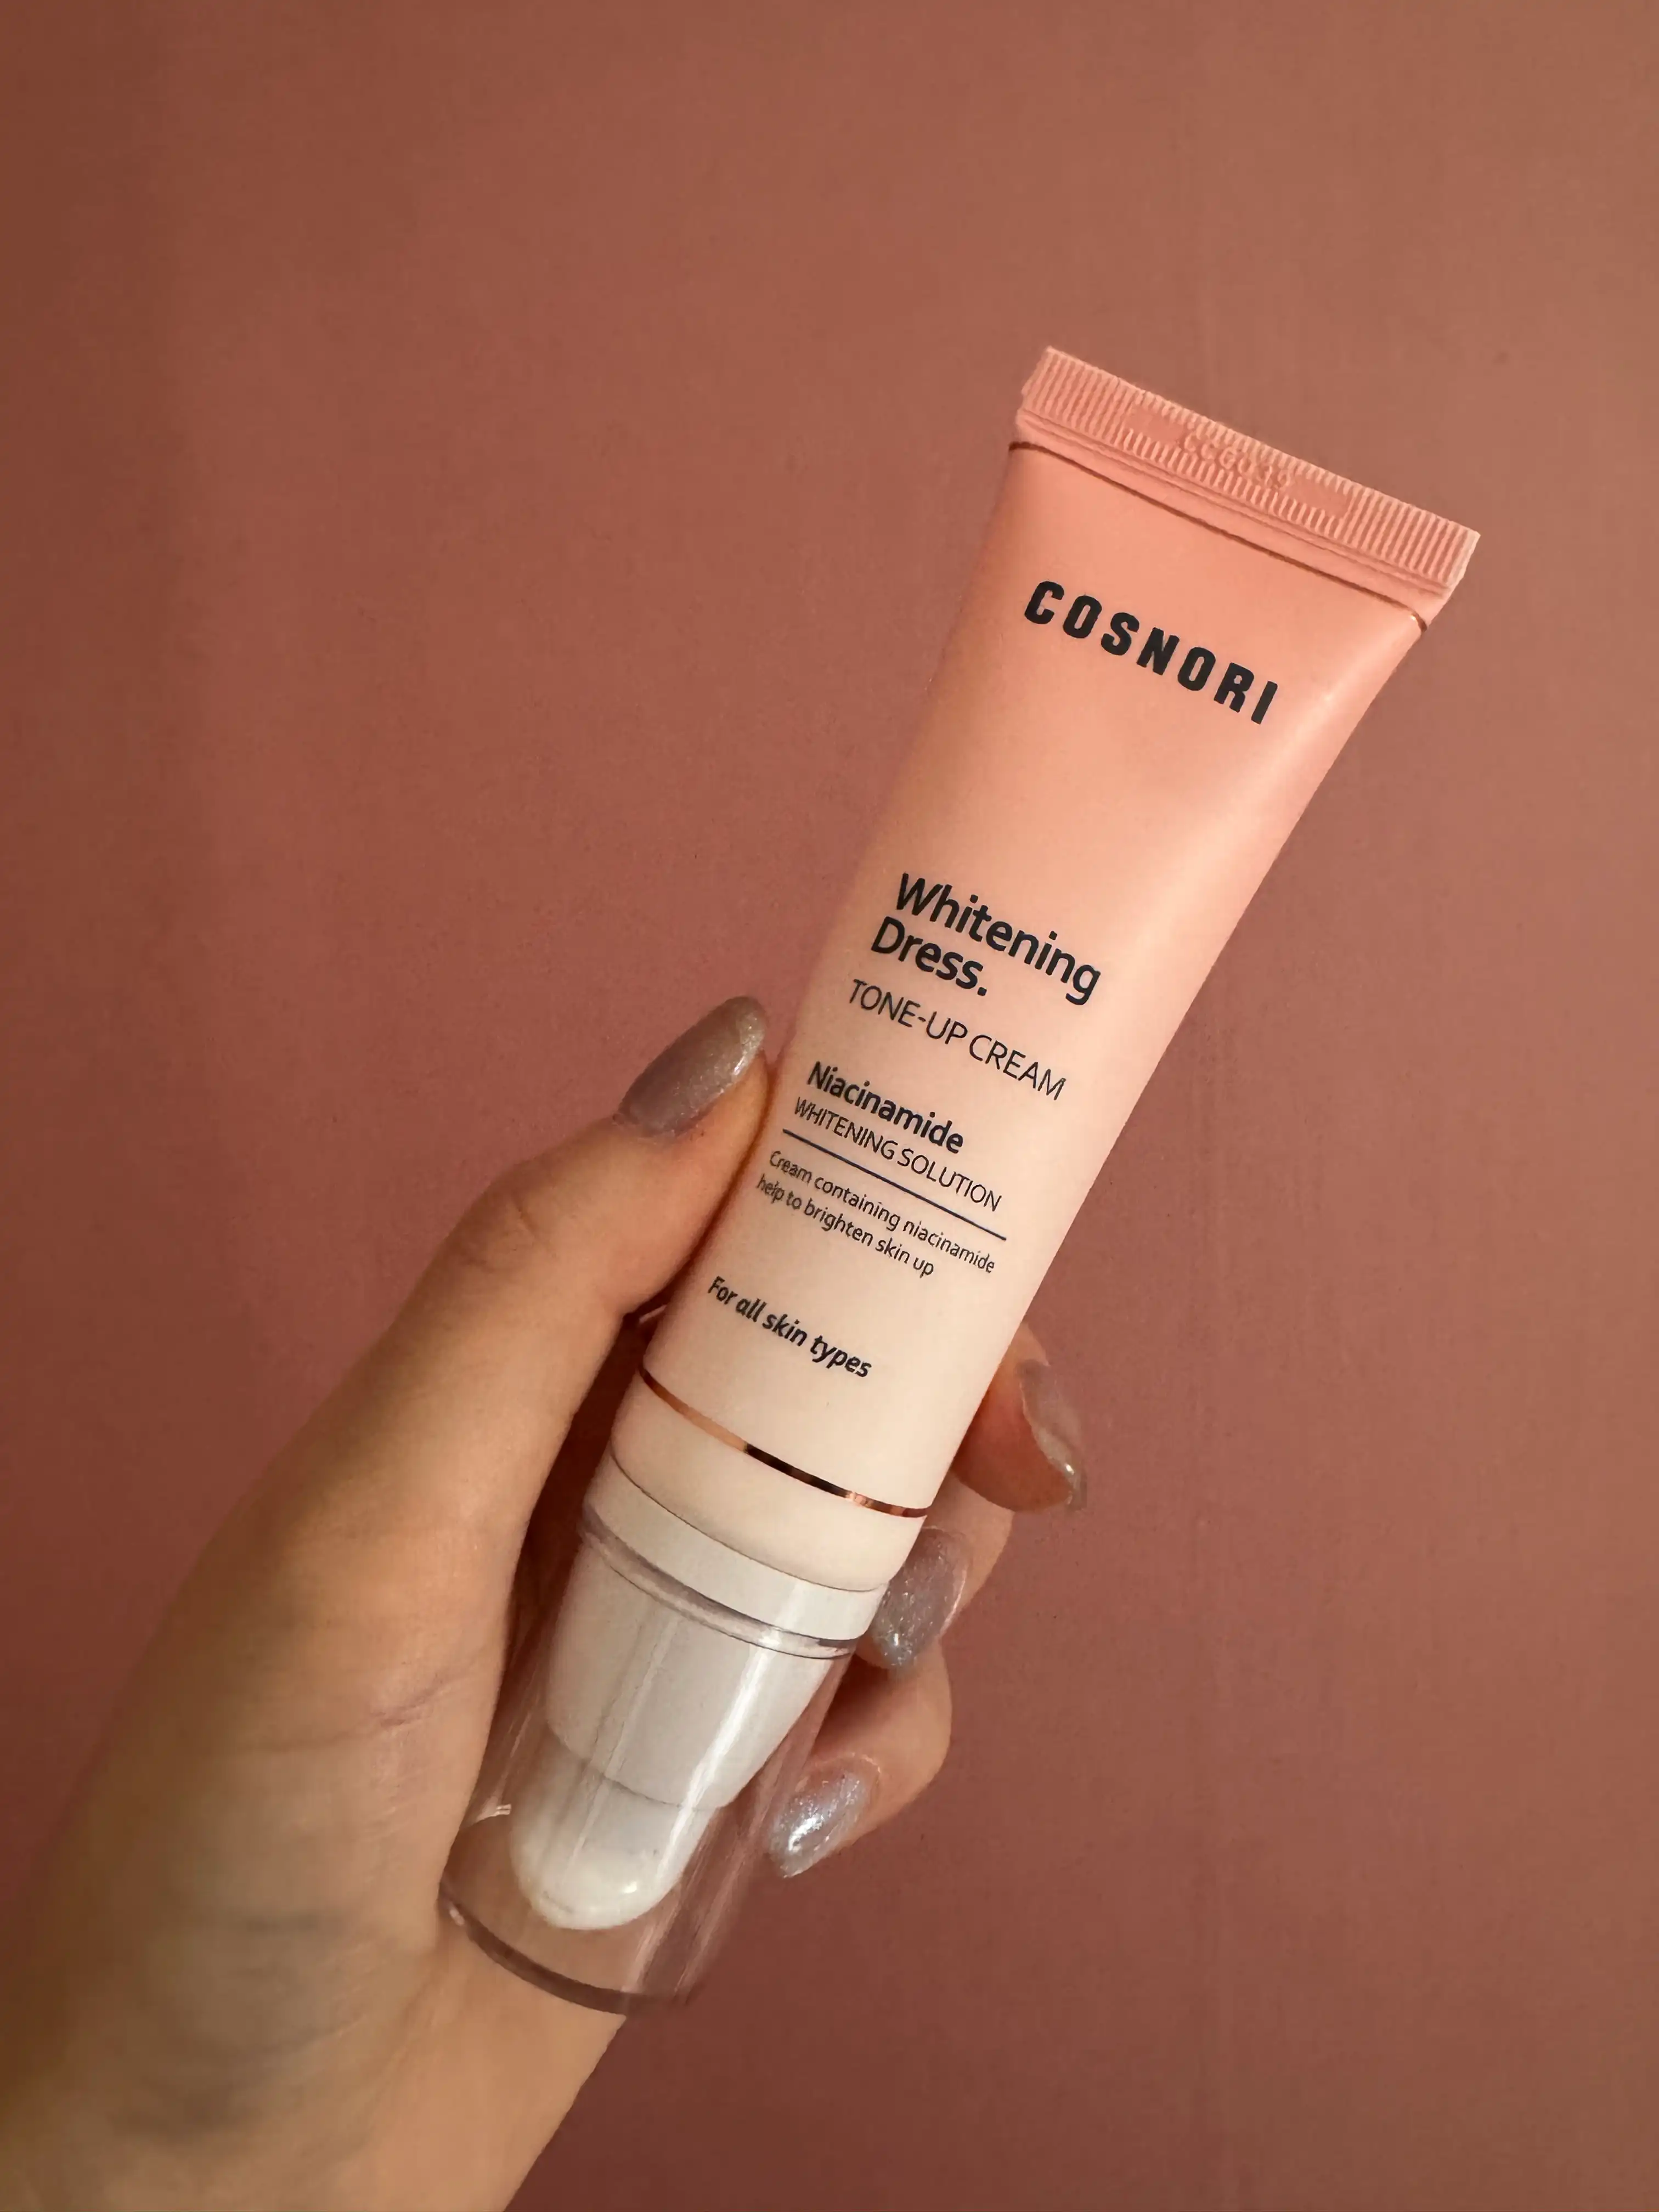 COSNORI
Whitening
Dress.
TONE-UP CREAM
Niacinamide
WHITENING SOLUTION
Cream containing niacinamide
help to brighten skin up
For all skin types